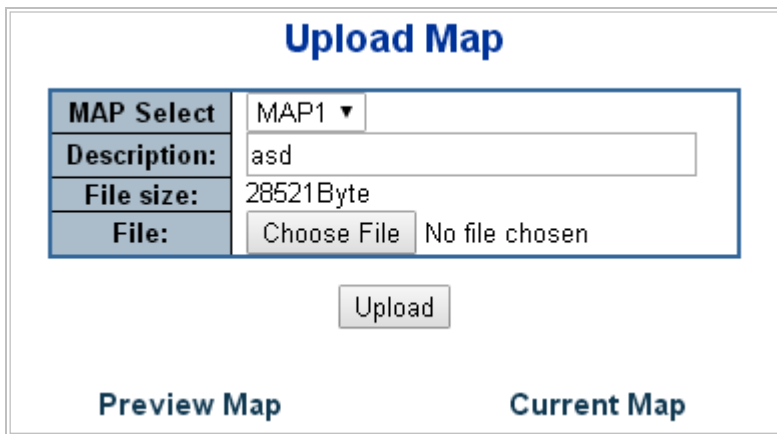 Upload Map
MAP Select MAP1
Description: asd
File size: 28521Byte
File: Choose File No file chosen
Upload
Preview Map Current Map